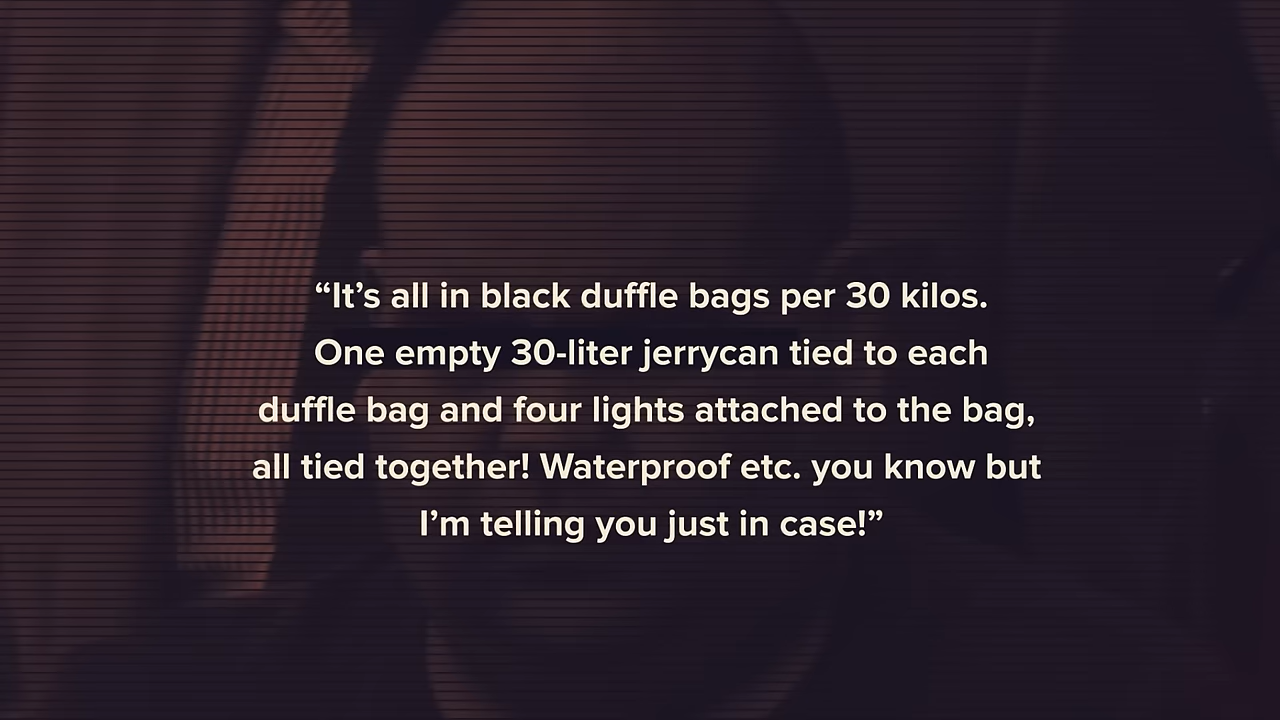 “It’s all in black duffle bags per 30 kilos.
One empty 30-liter jerrycan tied to each
duffle bag and four lights attached to the bag,
all tied together! Waterproof etc. you know but
I’m telling you just in case!”